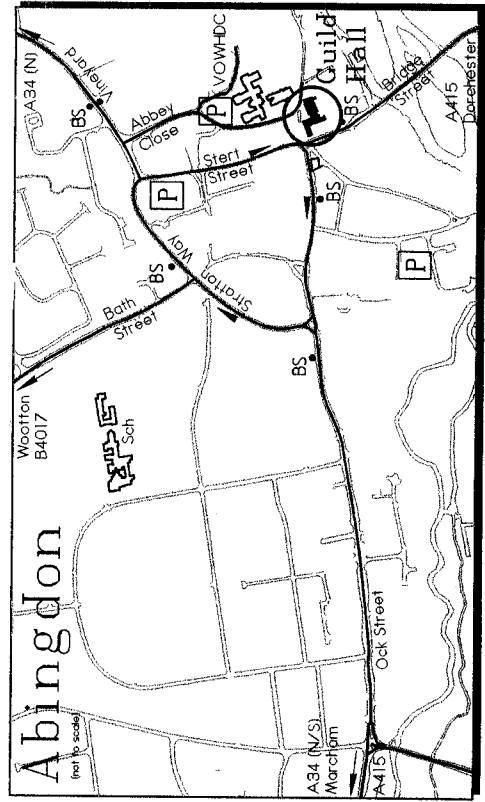 Abingdon
(not to scale)
Wootton
B4017
A34 (N)
Vineyard
BS
Abbey
Close
P
VOWHDC
Guild
Hall
Bridge
Street
BS
A415
Dorchester
Stert
Street
P
BS
Stratton
Way
BS
Bath
Street
P
BS
Sch
Ock Street
A34 (N/S)
Marcham
A415